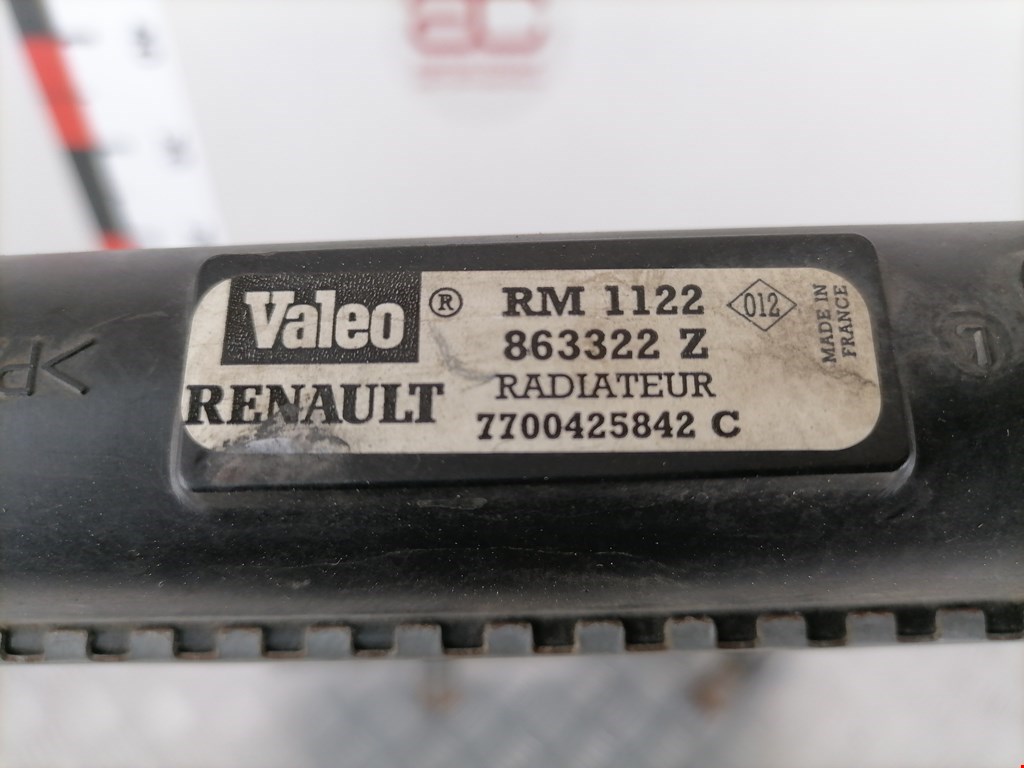 Valeo ®
RENAULT
RM 1122
863322 Z
RADIATEUR
7700425842 C
012
MADE IN
FRANCE